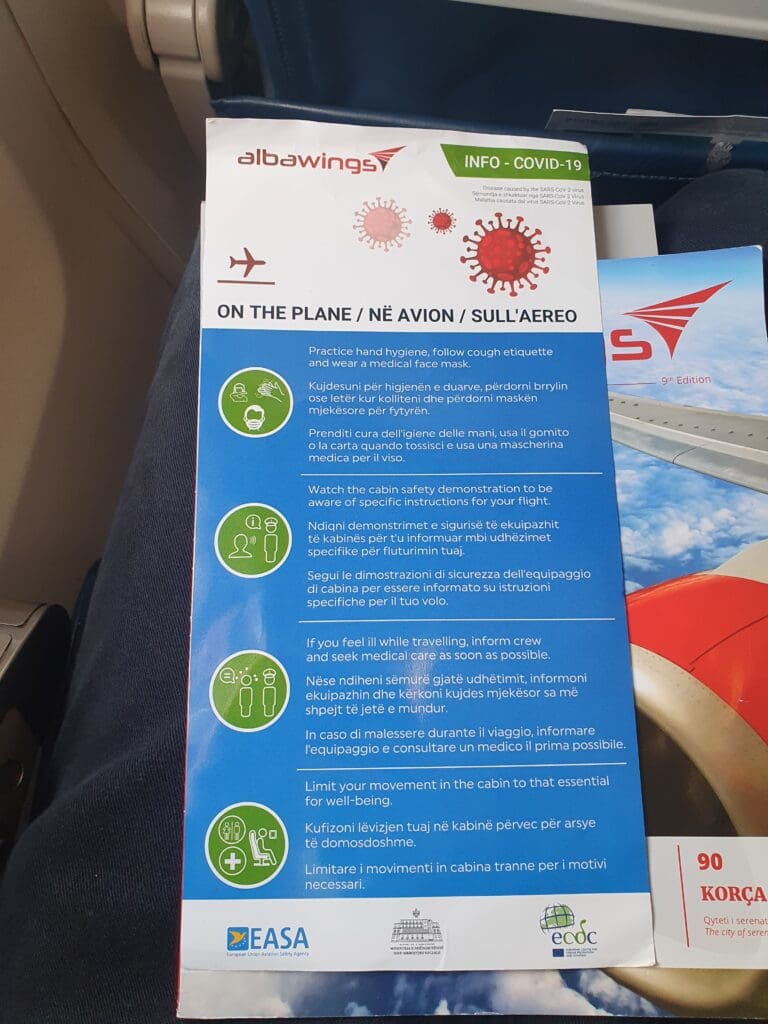 albawings
INFO - COVID-19
Disease caused by the SARS-CoV-2 virus
Sëmundja e shkaktuar nga SARS-CoV-2 Virus
Malattia causata dal virus SARS-CoV-2 Virus
ON THE PLANE / NË AVION / SULL'AEREO
Practice hand hygiene, follow cough etiquette
and wear a medical face mask.
Kujdesuni për higjenën e duarve, përdorni brrylin
ose letër kur kolliteni dhe përdorni maskën
mjekësore për fytyrën.
Prenditi cura dell'igiene delle mani, usa il gomito
o la carta quando tossisci e usa una mascherina
medica per il viso.
Watch the cabin safety demonstration to be
aware of specific instructions for your flight.
Ndiqni demonstrimet e sigurisë të ekuipazhit
të kabinës për t'u informuar mbi udhëzimet
specifike për fluturimin tuaj.
Segui le dimostrazioni di sicurezza dell'equipaggio
di cabina per essere informato su istruzioni
specifiche per il tuo volo.
If you feel ill while travelling, inform crew
and seek medical care as soon as possible.
Nëse ndiheni sëmurë gjatë udhëtimit, informoni
ekuipazhin dhe kërkoni kujdes mjekësor sa më
shpejt të jetë e mundur.
In caso di malessere durante il viaggio, informare
l'equipaggio e consultare un medico il prima possibile.
Limit your movement in the cabin to that essential
for well-being.
Kufizoni lëvizjen tuaj në kabinë përvec për arsye
të domosdoshme.
Limitare i movimenti in cabina tranne per i motivi
necessari.
EASA
European Union Aviation Safety Agency
ecdc
s
9th Edition
90
KORÇA
Qyteti i serenat
The city of seren